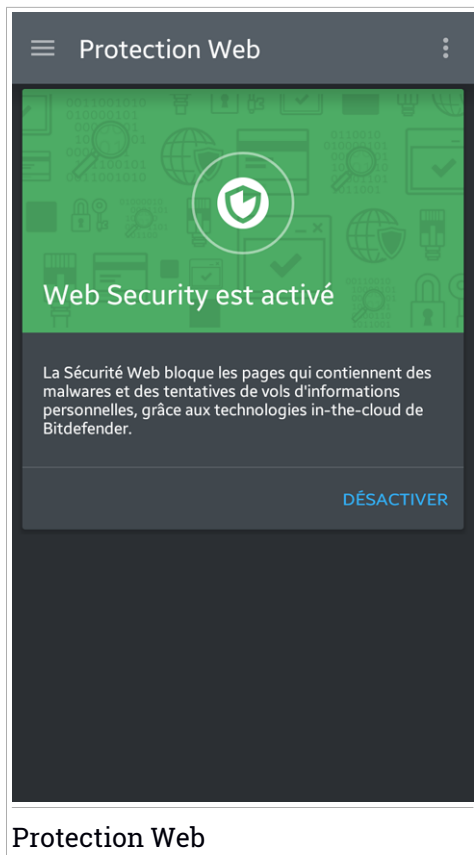 Protection Web
Web Security est activé
La Sécurité Web bloque les pages qui contiennent des
malwares et des tentatives de vols d'informations
personnelles, grâce aux technologies in-the-cloud de
Bitdefender.
DÉSACTIVER
Protection Web